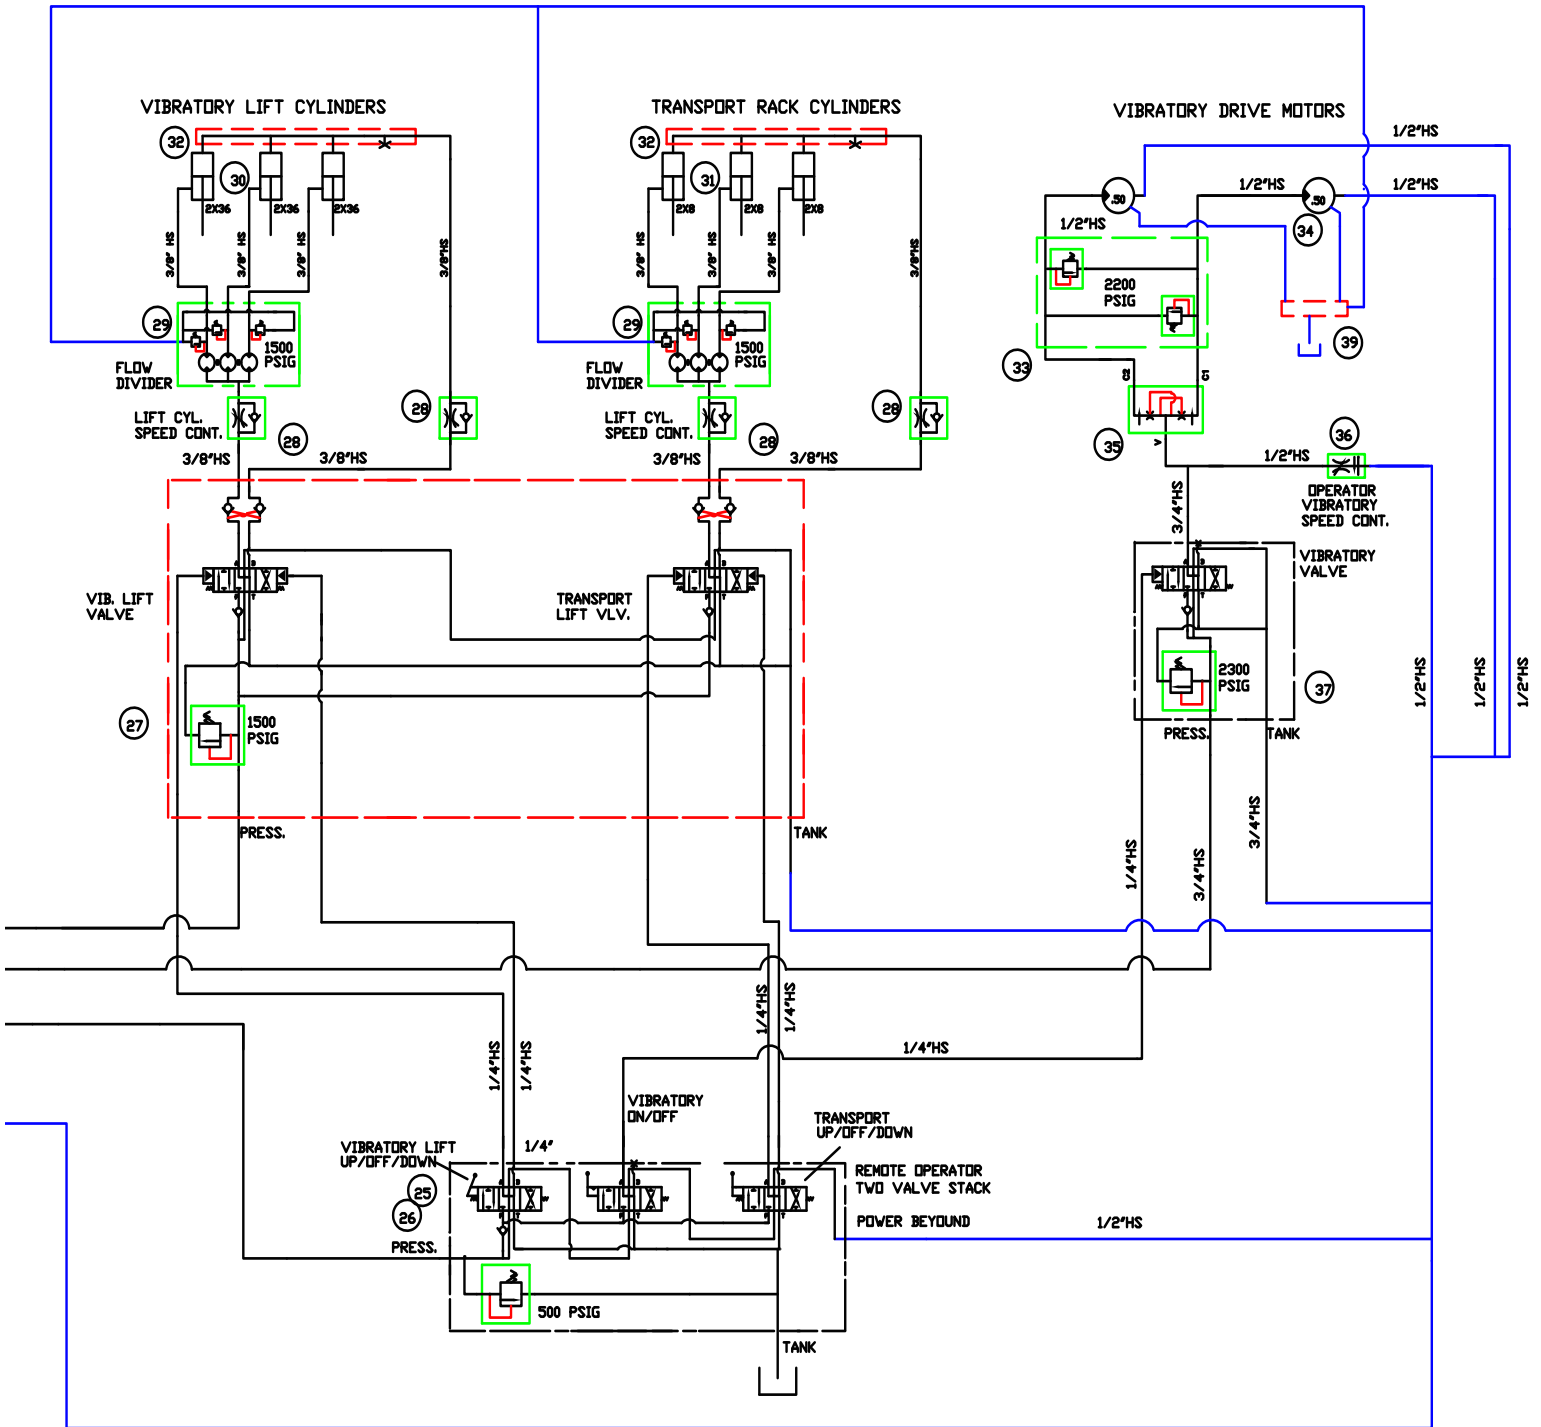 VIBRATORY LIFT CYLINDERS
TRANSPORT RACK CYLINDERS
VIBRATORY DRIVE MOTORS
1/2"HS
32
30
2X36
2X36
2X36
32
31
2X8
2X8
2X8
.50
1/2"HS
.50
1/2"HS
34
1/2"HS
3/8" HS
3/8" HS
3/8" HS
3/8"HS
3/8" HS
3/8" HS
3/8" HS
3/8"HS
2200
PSIG
29
1500
PSIG
FLOW
DIVIDER
29
1500
PSIG
FLOW
DIVIDER
33
39
C2
C1
LIFT CYL.
SPEED CONT.
28
28
LIFT CYL.
SPEED CONT.
28
28
35
V
36
3/8"HS
3/8"HS
3/8"HS
3/8"HS
1/2"HS
OPERATOR
VIBRATORY
SPEED CONT.
3/4"HS
VIB. LIFT
VALVE
A B
P T
TRANSPORT
LIFT VLV.
A B
P T
A B
P T
VIBRATORY
VALVE
27
1500
PSIG
2300
PSIG
37
1/2"HS
1/2"HS
1/2"HS
PRESS.
TANK
PRESS.
TANK
1/4"HS
3/4"HS
3/4"HS
1/4"HS
1/4"HS
1/4"HS
1/4"HS
1/4"HS
VIBRATORY
ON/OFF
TRANSPORT
UP/OFF/DOWN
VIBRATORY LIFT
UP/OFF/DOWN
1/4"
25
26
A B
P T
A B
P T
A B
P T
REMOTE OPERATOR
TWO VALVE STACK
POWER BEYOUND
1/2"HS
PRESS.
500 PSIG
TANK